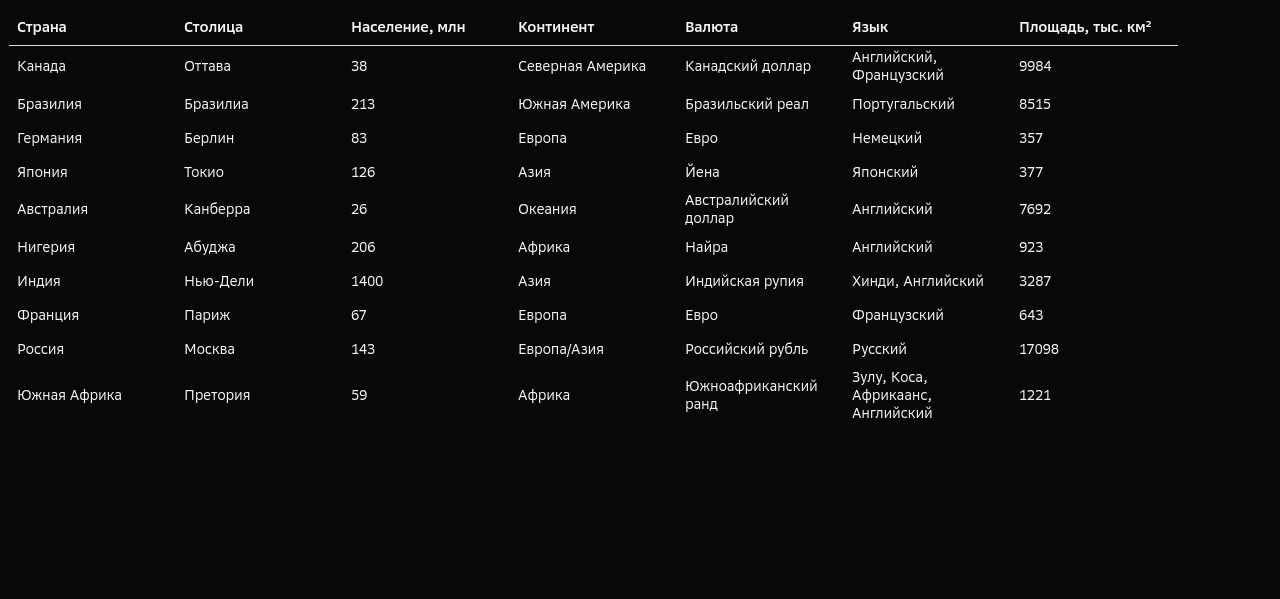 Страна Столица Население, млн Континент Валюта Язык Площадь, тыс. км²
Канада Оттава 38 Северная Америка Канадский доллар Английский, Французский 9984
Бразилия Бразилиа 213 Южная Америка Бразильский реал Португальский 8515
Германия Берлин 83 Европа Евро Немецкий 357
Япония Токио 126 Азия Йена Японский 377
Австралия Канберра 26 Океания Австралийский доллар Английский 7692
Нигерия Абуджа 206 Африка Найра Английский 923
Индия Нью-Дели 1400 Азия Индийская рупия Хинди, Английский 3287
Франция Париж 67 Европа Евро Французский 643
Россия Москва 143 Европа/Азия Российский рубль Русский 17098
Южная Африка Претория 59 Африка Южноафриканский ранд Зулу, Коса, Африкаанс, Английский 1221